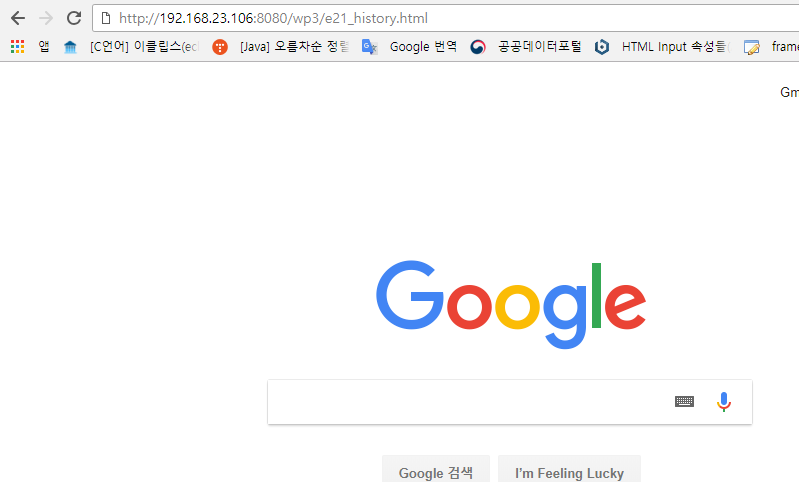 http://192.168.23.106:8080/wp3/e21_history.html
앱 [C언어] 이클립스(ec [Java] 오름차순 정렬 Google 번역 공공데이터포털 HTML Input 속성들( frame
Gm
Google
Google 검색 I'm Feeling Lucky